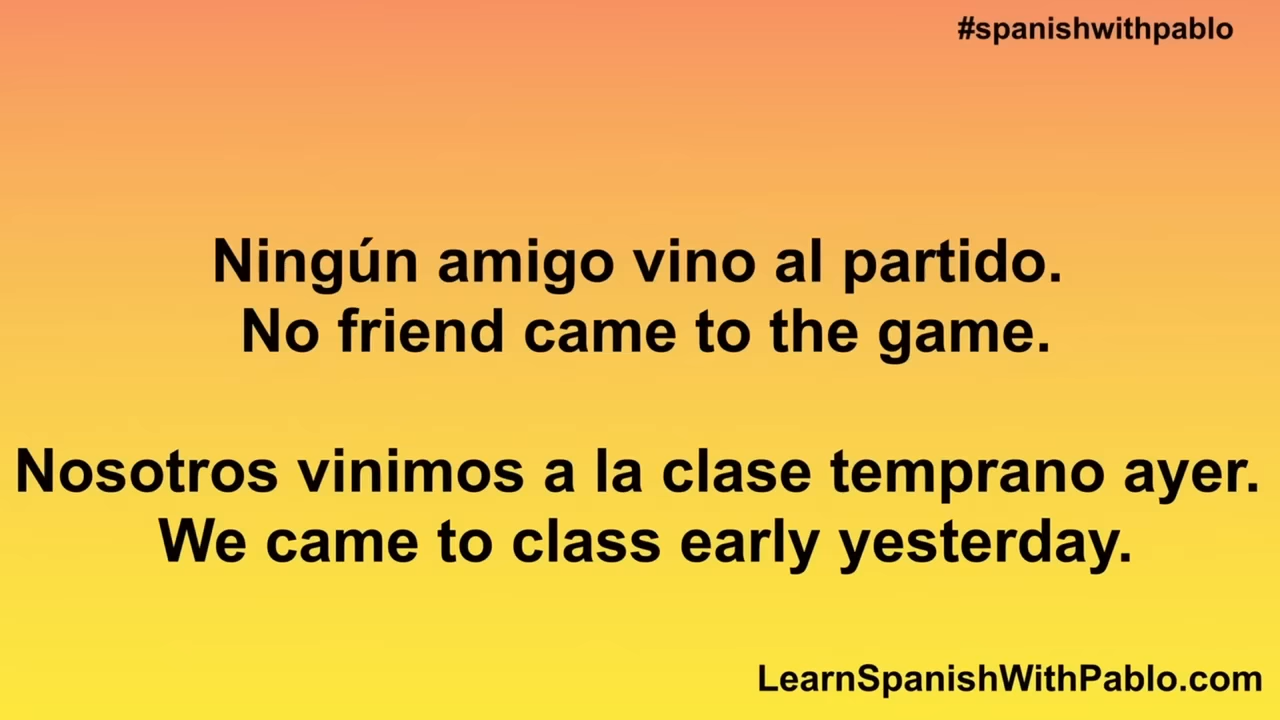 #spanishwithpablo
Ningún amigo vino al partido.
No friend came to the game.
Nosotros vinimos a la clase temprano ayer.
We came to class early yesterday.
LearnSpanishWithPablo.com